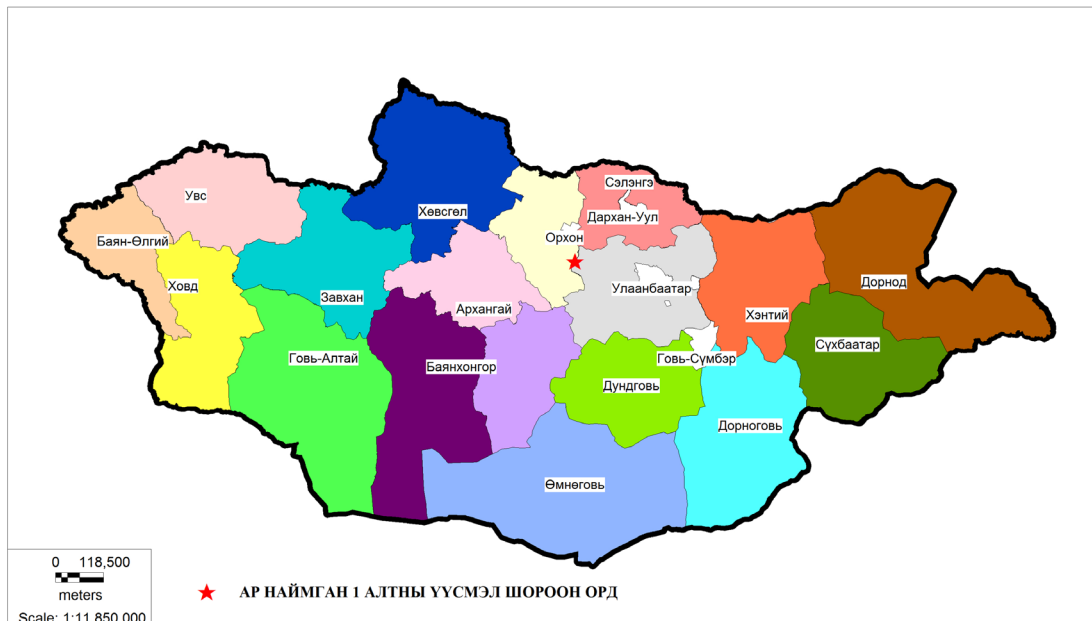 Сэлэнгэ
Увс
Хөвсгөл
Дархан-Уул
Баян-Өлгий
Орхон
Ховд
Дорнод
Улаанбаатар
Завхан
Архангай
Хэнтий
Сүхбаатар
Говь-Алтай
Баянхонгор
Говь-Сүмбэр
Дундговь
Дорноговь
Өмнөговь
0 118,500
meters
Scale: 1:11,850,000
АР НАЙМГАН 1 АЛТНЫ ҮҮСМЭЛ ШОРООН ОРД